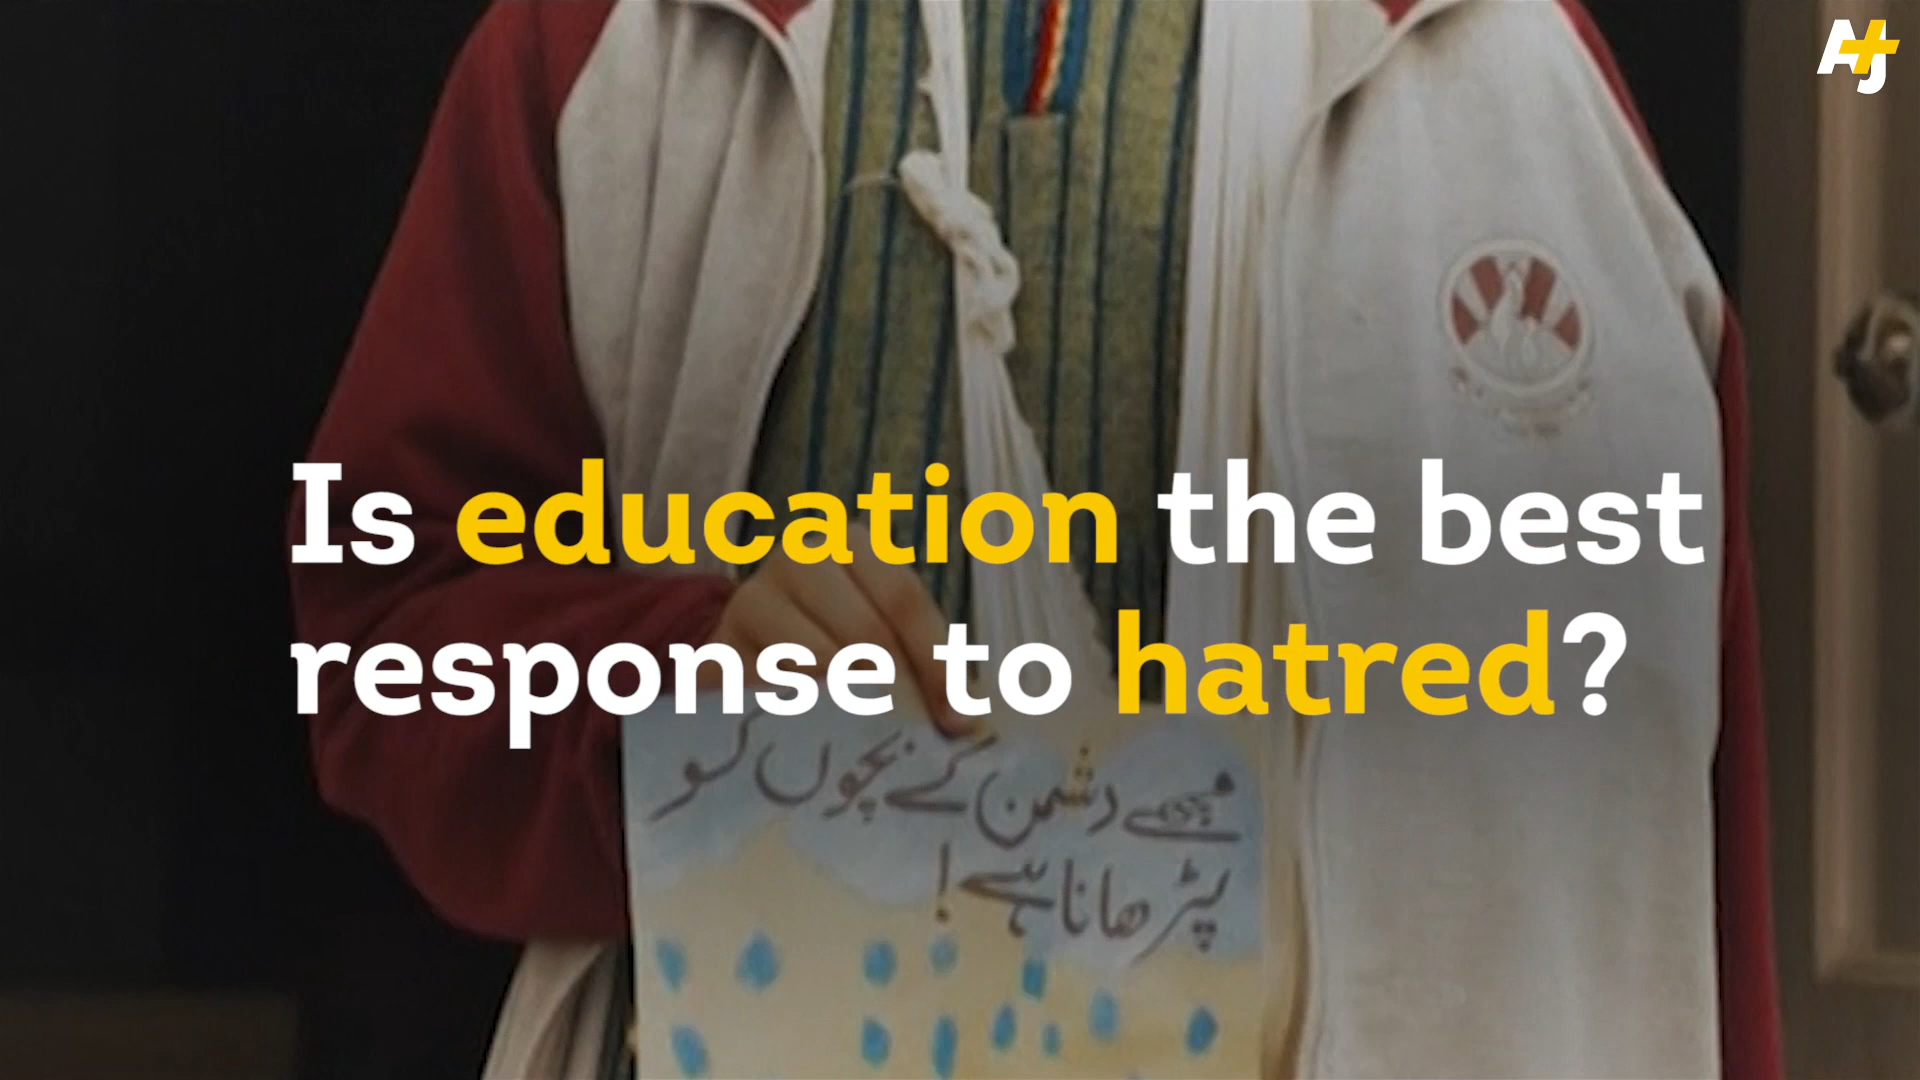 AJ+
Is education the best
response to hatred?
مجھے دشمن کے بچوں کو
پڑھانا ہے!